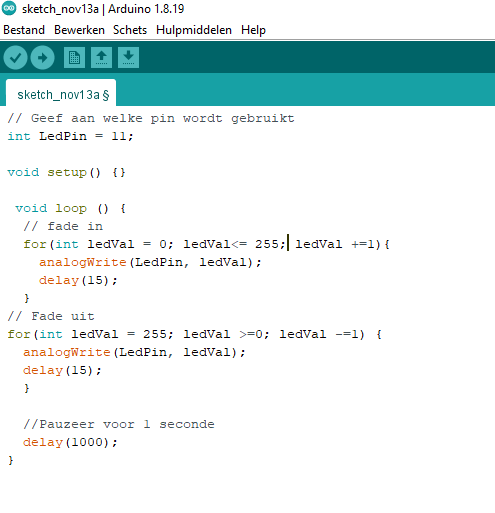 sketch_nov13a | Arduino 1.8.19
Bestand Bewerken Schets Hulpmiddelen Help
sketch_nov13a §
// Geef aan welke pin wordt gebruikt
int LedPin = 11;
void setup() {}
void loop () {
// fade in
for(int ledVal = 0; ledVal<= 255; ledVal +=1){
analogWrite(LedPin, ledVal);
delay(15);
}
// Fade uit
for(int ledVal = 255; ledVal >=0; ledVal -=1) {
analogWrite(LedPin, ledVal);
delay(15);
}
//Pauzeer voor 1 seconde
delay(1000);
}